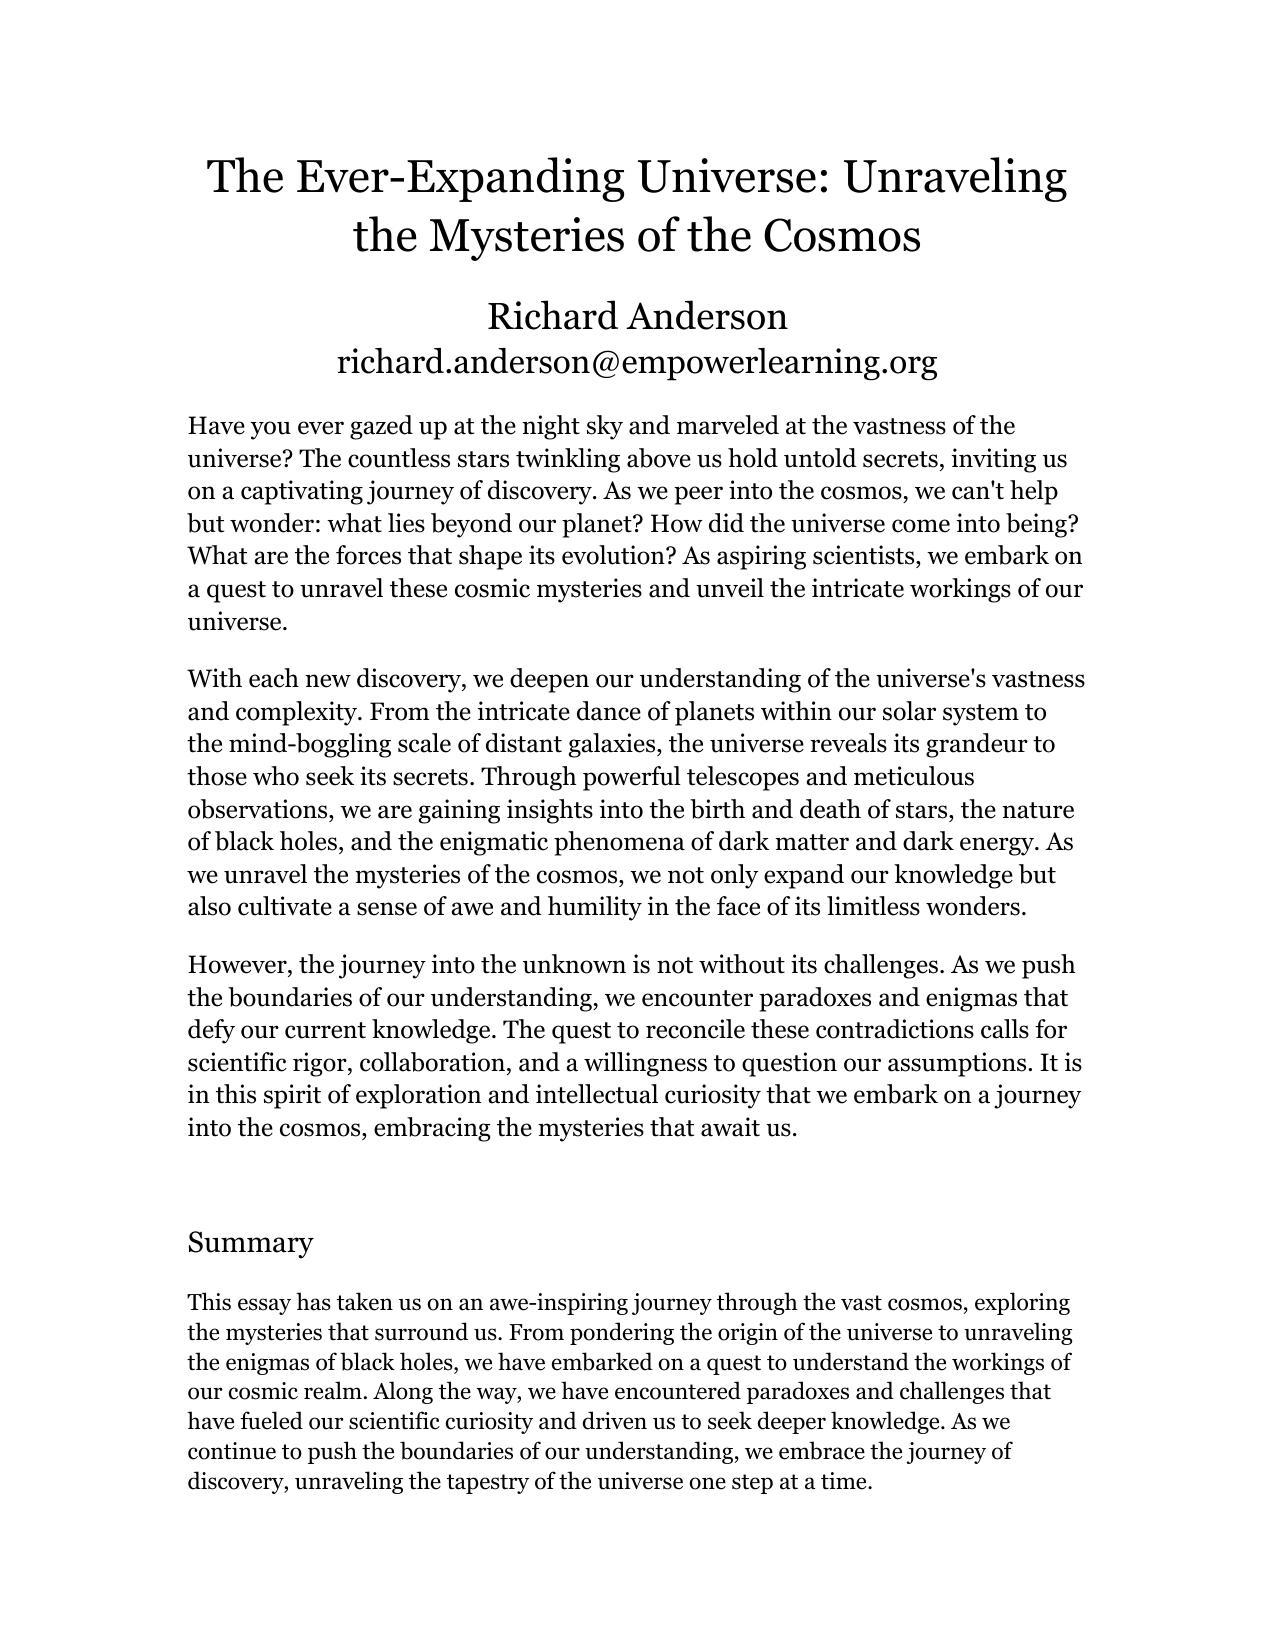 The Ever-Expanding Universe: Unraveling
the Mysteries of the Cosmos
Richard Anderson
richard.anderson@empowerlearning.org
Have you ever gazed up at the night sky and marveled at the vastness of the
universe? The countless stars twinkling above us hold untold secrets, inviting us
on a captivating journey of discovery. As we peer into the cosmos, we can't help
but wonder: what lies beyond our planet? How did the universe come into being?
What are the forces that shape its evolution? As aspiring scientists, we embark on
a quest to unravel these cosmic mysteries and unveil the intricate workings of our
universe.
With each new discovery, we deepen our understanding of the universe's vastness
and complexity. From the intricate dance of planets within our solar system to
the mind-boggling scale of distant galaxies, the universe reveals its grandeur to
those who seek its secrets. Through powerful telescopes and meticulous
observations, we are gaining insights into the birth and death of stars, the nature
of black holes, and the enigmatic phenomena of dark matter and dark energy. As
we unravel the mysteries of the cosmos, we not only expand our knowledge but
also cultivate a sense of awe and humility in the face of its limitless wonders.
However, the journey into the unknown is not without its challenges. As we push
the boundaries of our understanding, we encounter paradoxes and enigmas that
defy our current knowledge. The quest to reconcile these contradictions calls for
scientific rigor, collaboration, and a willingness to question our assumptions. It is
in this spirit of exploration and intellectual curiosity that we embark on a journey
into the cosmos, embracing the mysteries that await us.
Summary
This essay has taken us on an awe-inspiring journey through the vast cosmos, exploring
the mysteries that surround us. From pondering the origin of the universe to unraveling
the enigmas of black holes, we have embarked on a quest to understand the workings of
our cosmic realm. Along the way, we have encountered paradoxes and challenges that
have fueled our scientific curiosity and driven us to seek deeper knowledge. As we
continue to push the boundaries of our understanding, we embrace the journey of
discovery, unraveling the tapestry of the universe one step at a time.